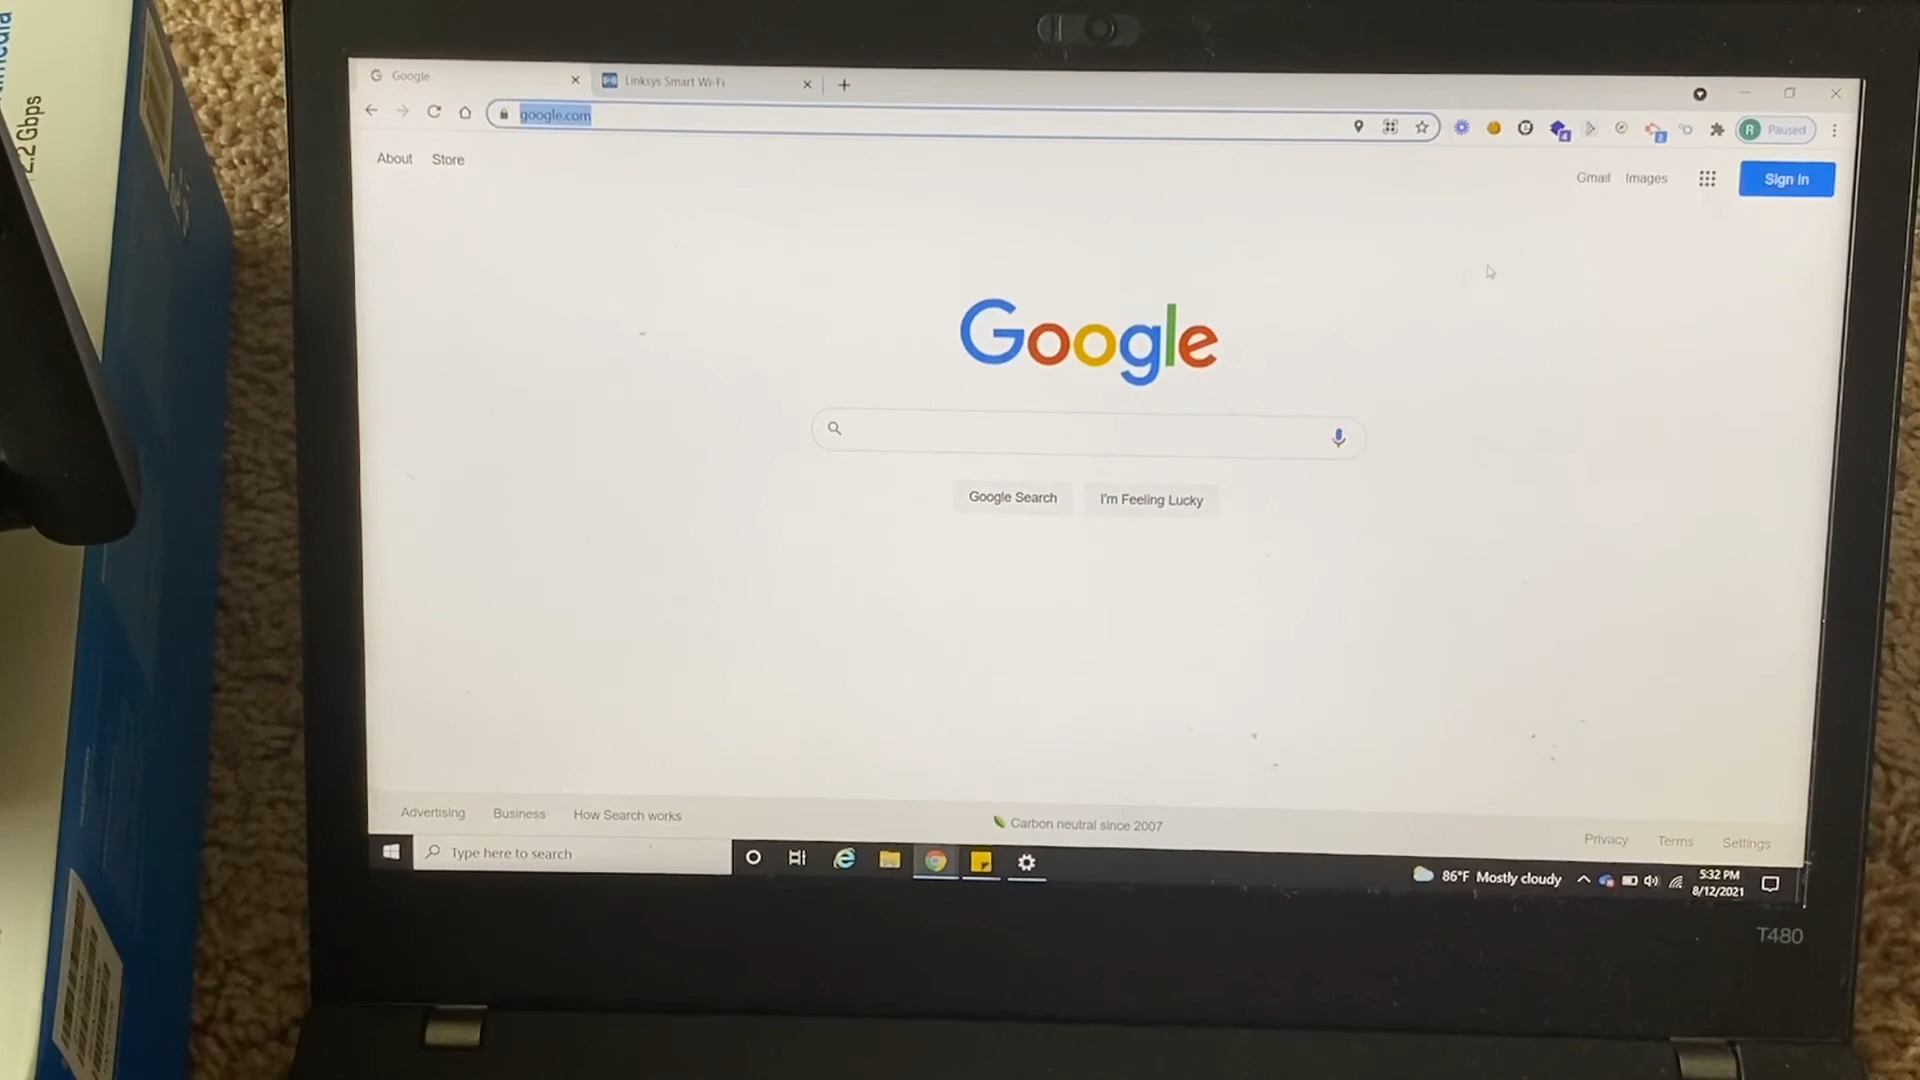 2.2 Gbps
Google
Linksys Smart Wi-Fi
google.com
R Paused
About Store
Gmail Images
Sign in
Google
Google Search
I'm Feeling Lucky
Advertising Business How Search works
Carbon neutral since 2007
Privacy Terms Settings
Type here to search
86°F Mostly cloudy
5:32 PM
8/12/2021
T480